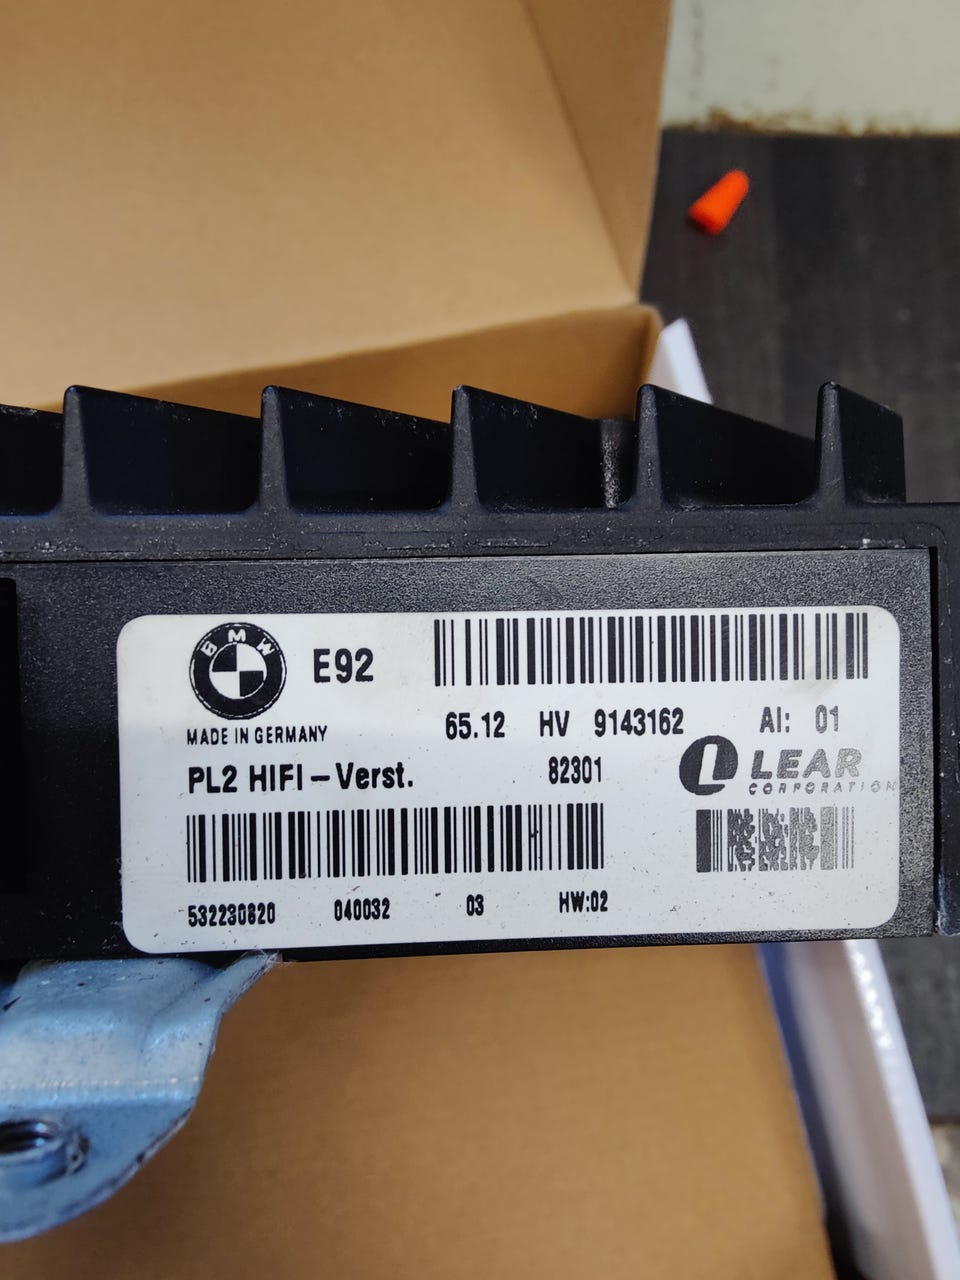 BMW
E92
MADE IN GERMANY
65.12 HV 9143162 AI: 01
PL2 HIFI-Verst. 82301
LEAR
CORPORATION
532230820 040032 03 HW:02